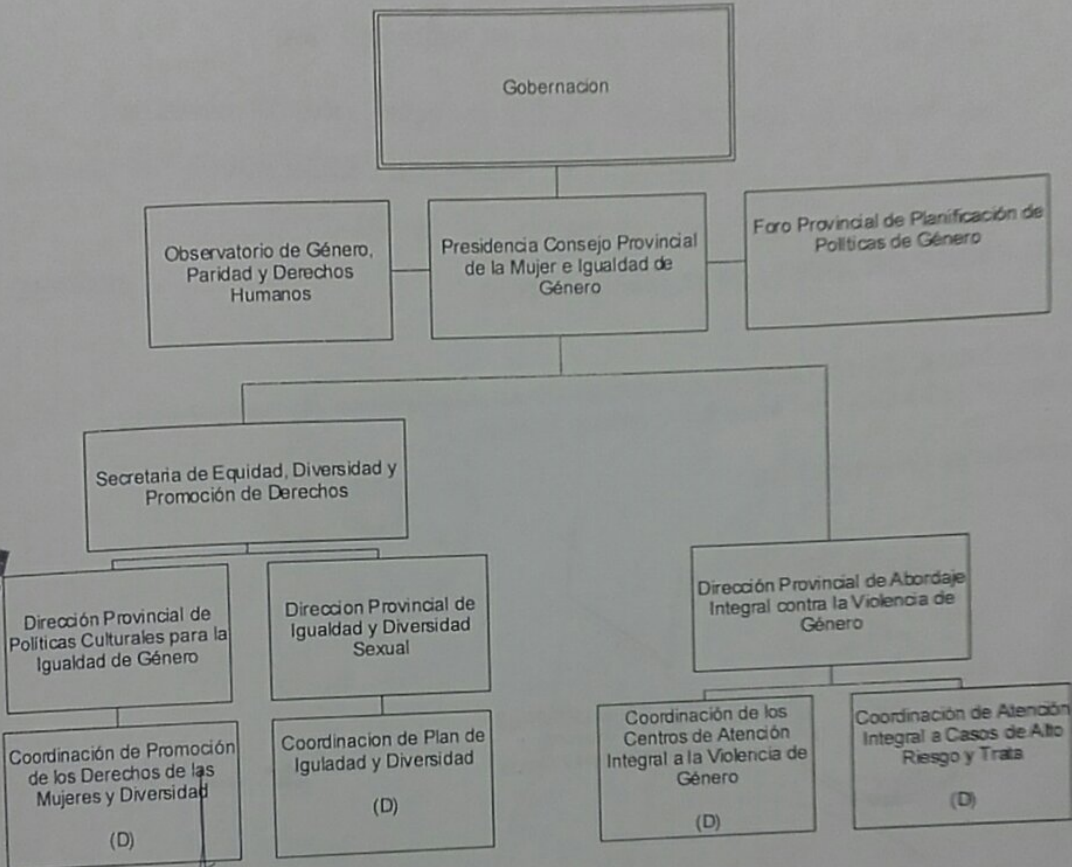 Gobernacion
Observatorio de Género,
Paridad y Derechos
Humanos
Presidencia Consejo Provincial
de la Mujer e Igualdad de
Género
Foro Provincial de Planificación de
Políticas de Género
Secretaria de Equidad, Diversidad y
Promoción de Derechos
Dirección Provincial de
Políticas Culturales para la
Igualdad de Género
Direccion Provincial de
Igualdad y Diversidad
Sexual
Dirección Provincial de Abordaje
Integral contra la Violencia de
Género
Coordinación de Promoción
de los Derechos de las
Mujeres y Diversidad
(D)
Coordinacion de Plan de
Iguladad y Diversidad
(D)
Coordinación de los
Centros de Atención
Integral a la Violencia de
Género
(D)
Coordinación de Atención
Integral a Casos de Alto
Riesgo y Trata
(D)